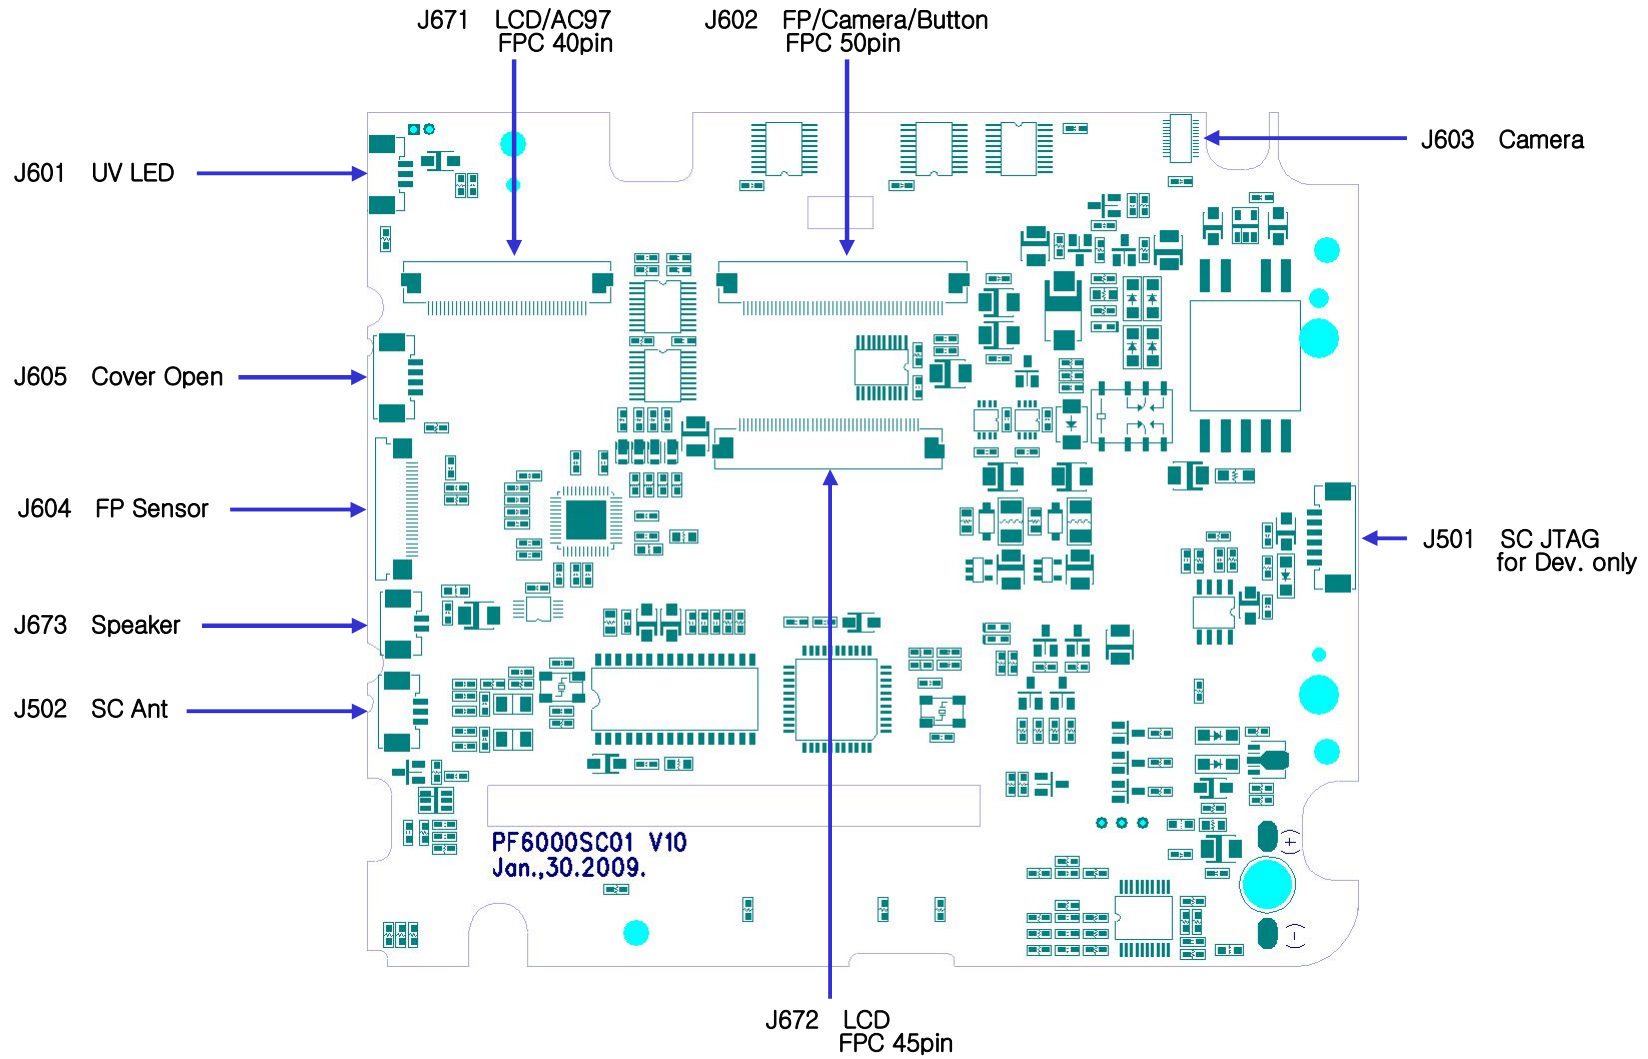 J671 LCD/AC97
FPC 40pin
J602 FP/Camera/Button
FPC 50pin
J603 Camera
J601 UV LED
J605 Cover Open
J604 FP Sensor
J501 SC JTAG
for Dev. only
J673 Speaker
J502 SC Ant
PF6000SC01 V10
Jan.,30.2009.
(+)
(-)
J672 LCD
FPC 45pin